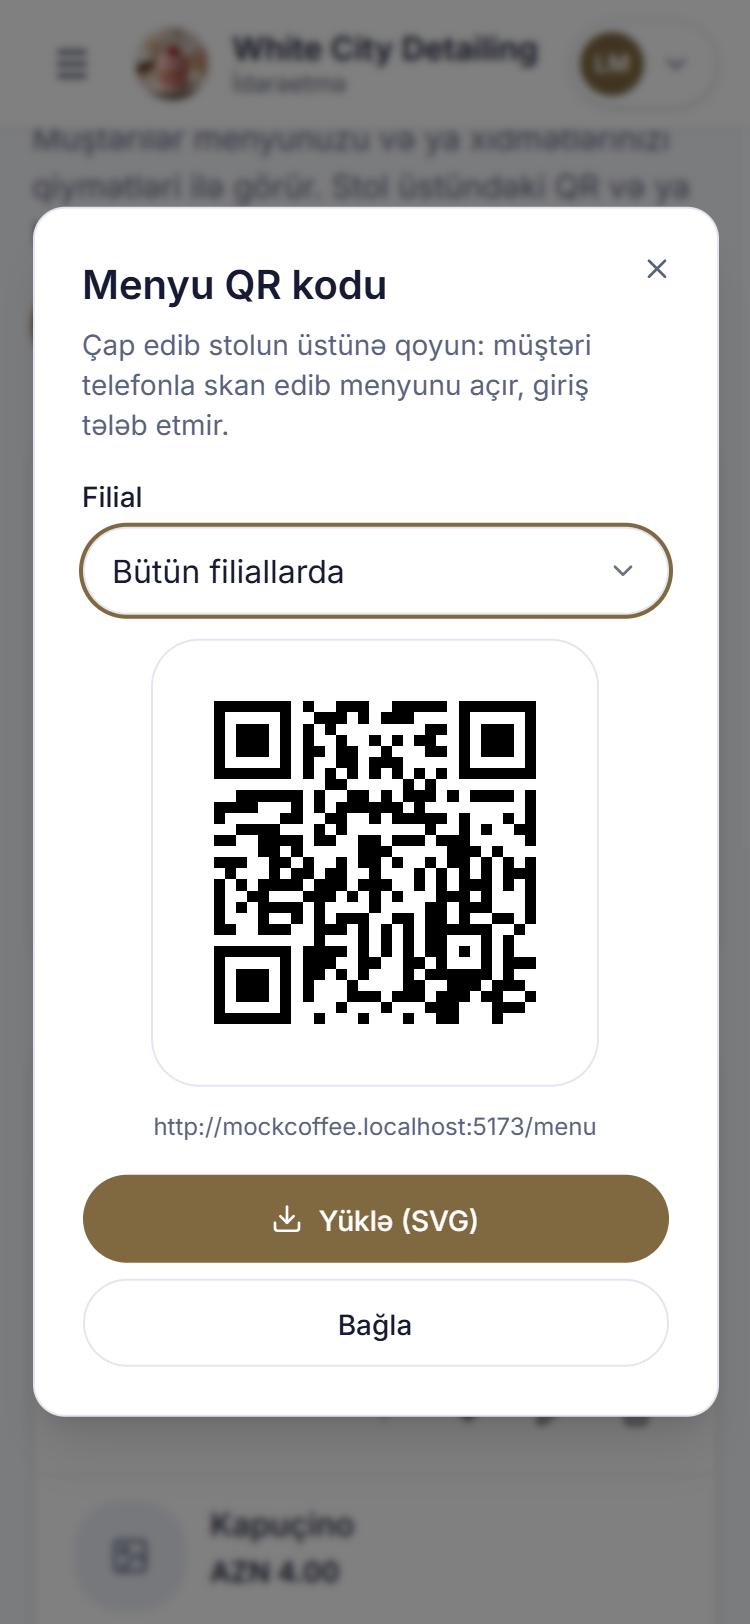 White City Detailing
İdarəetmə
LM
Müştərilər menyunuzu və ya xidmətlərinizi
qiymətləri ilə görür. Stol üstündəki QR və ya
Menyu QR kodu
Çap edib stolun üstünə qoyun: müştəri
telefonla skan edib menyunu açır, giriş
tələb etmir.
Filial
Bütün filiallarda
http://mockcoffee.localhost:5173/menu
Yüklə (SVG)
Bağla
Kapuçino
AZN 4.00